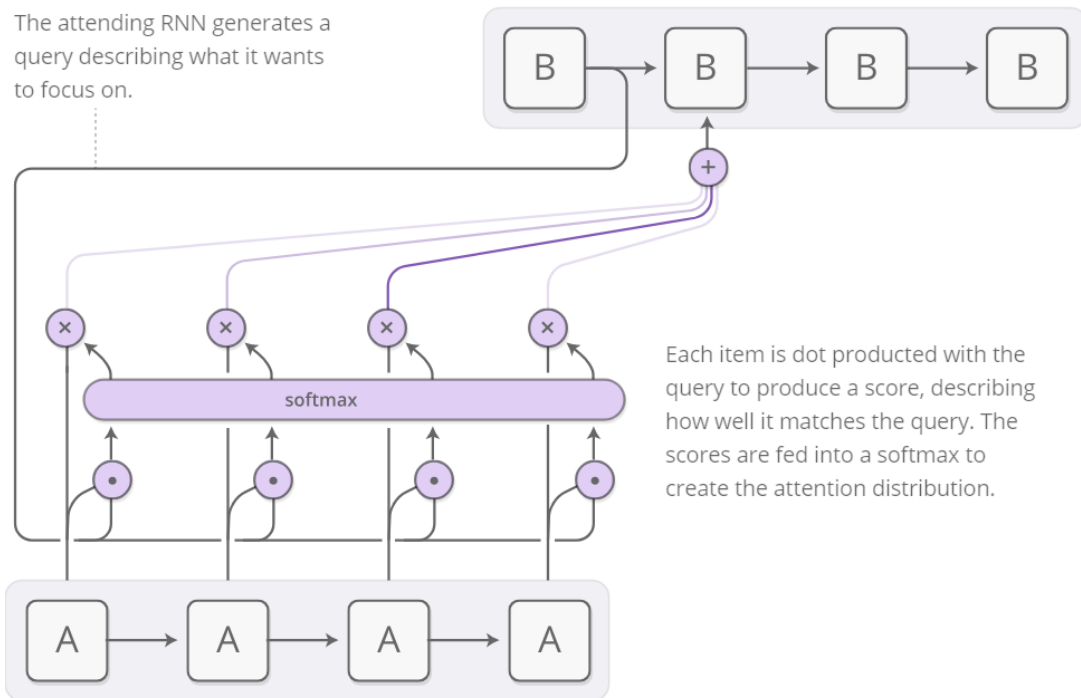 The attending RNN generates a
query describing what it wants
to focus on.
B B B B
+
× × × ×
softmax
Each item is dot producted with the
query to produce a score, describing
how well it matches the query. The
scores are fed into a softmax to
create the attention distribution.
A A A A